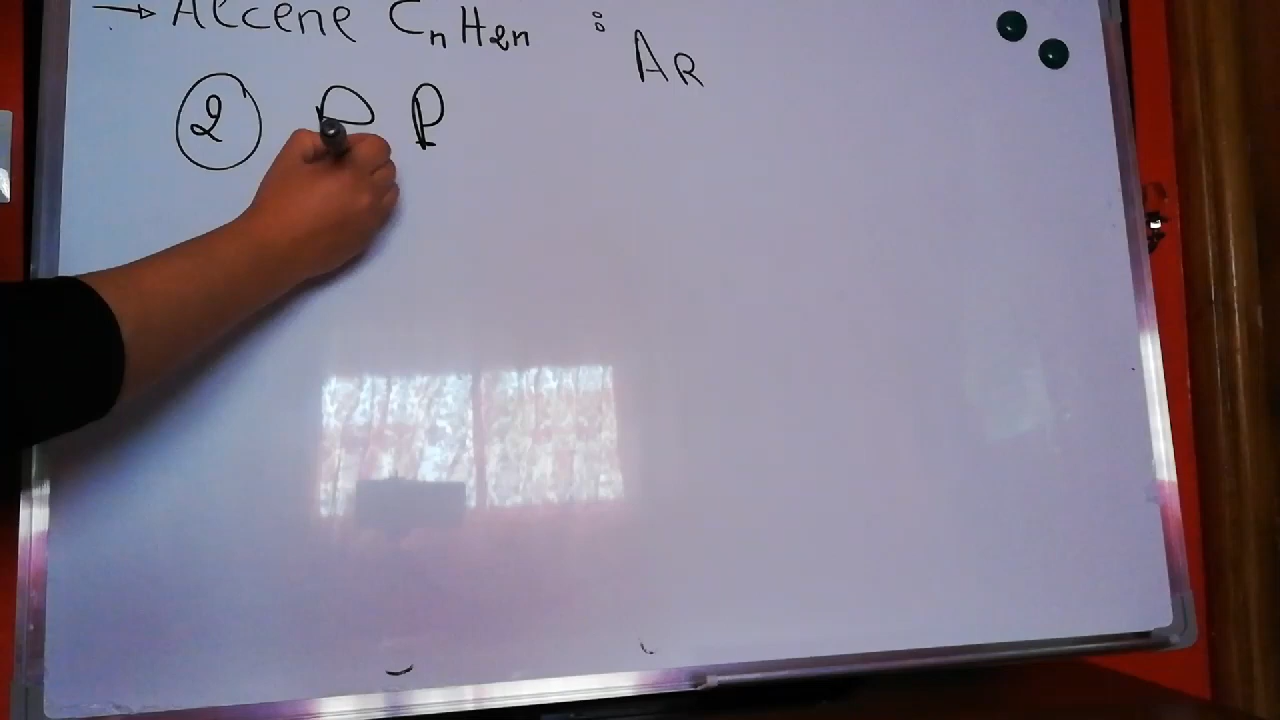 → Alcene CnH2n :
AR
② P P